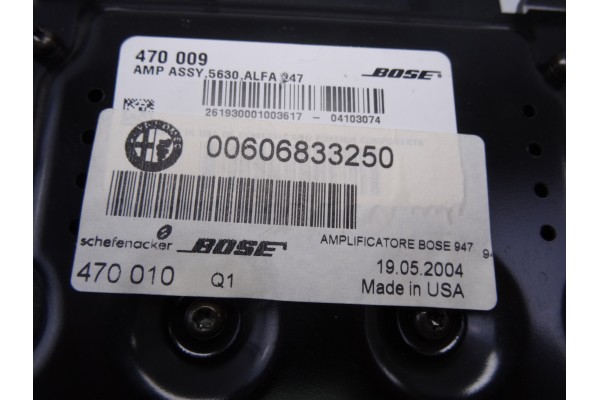 470 009
AMP ASSY,5630,ALFA 947
BOSE
261930001003617 - 04103074
00606833250
schefenacker BOSE
AMPLIFICATORE BOSE 947
470 010 Q1
19.05.2004
Made in USA